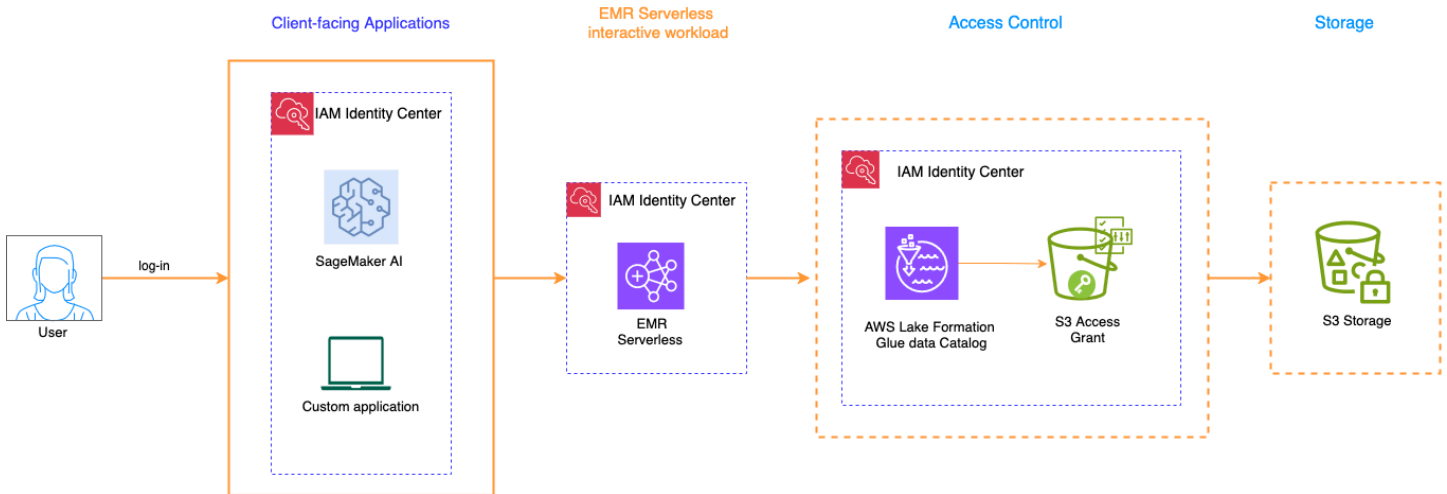 Client-facing Applications
EMR Serverless
interactive workload
Access Control
Storage
IAM Identity Center
SageMaker AI
Custom application
log-in
User
IAM Identity Center
EMR
Serverless
IAM Identity Center
AWS Lake Formation
Glue data Catalog
S3 Access
Grant
S3 Storage